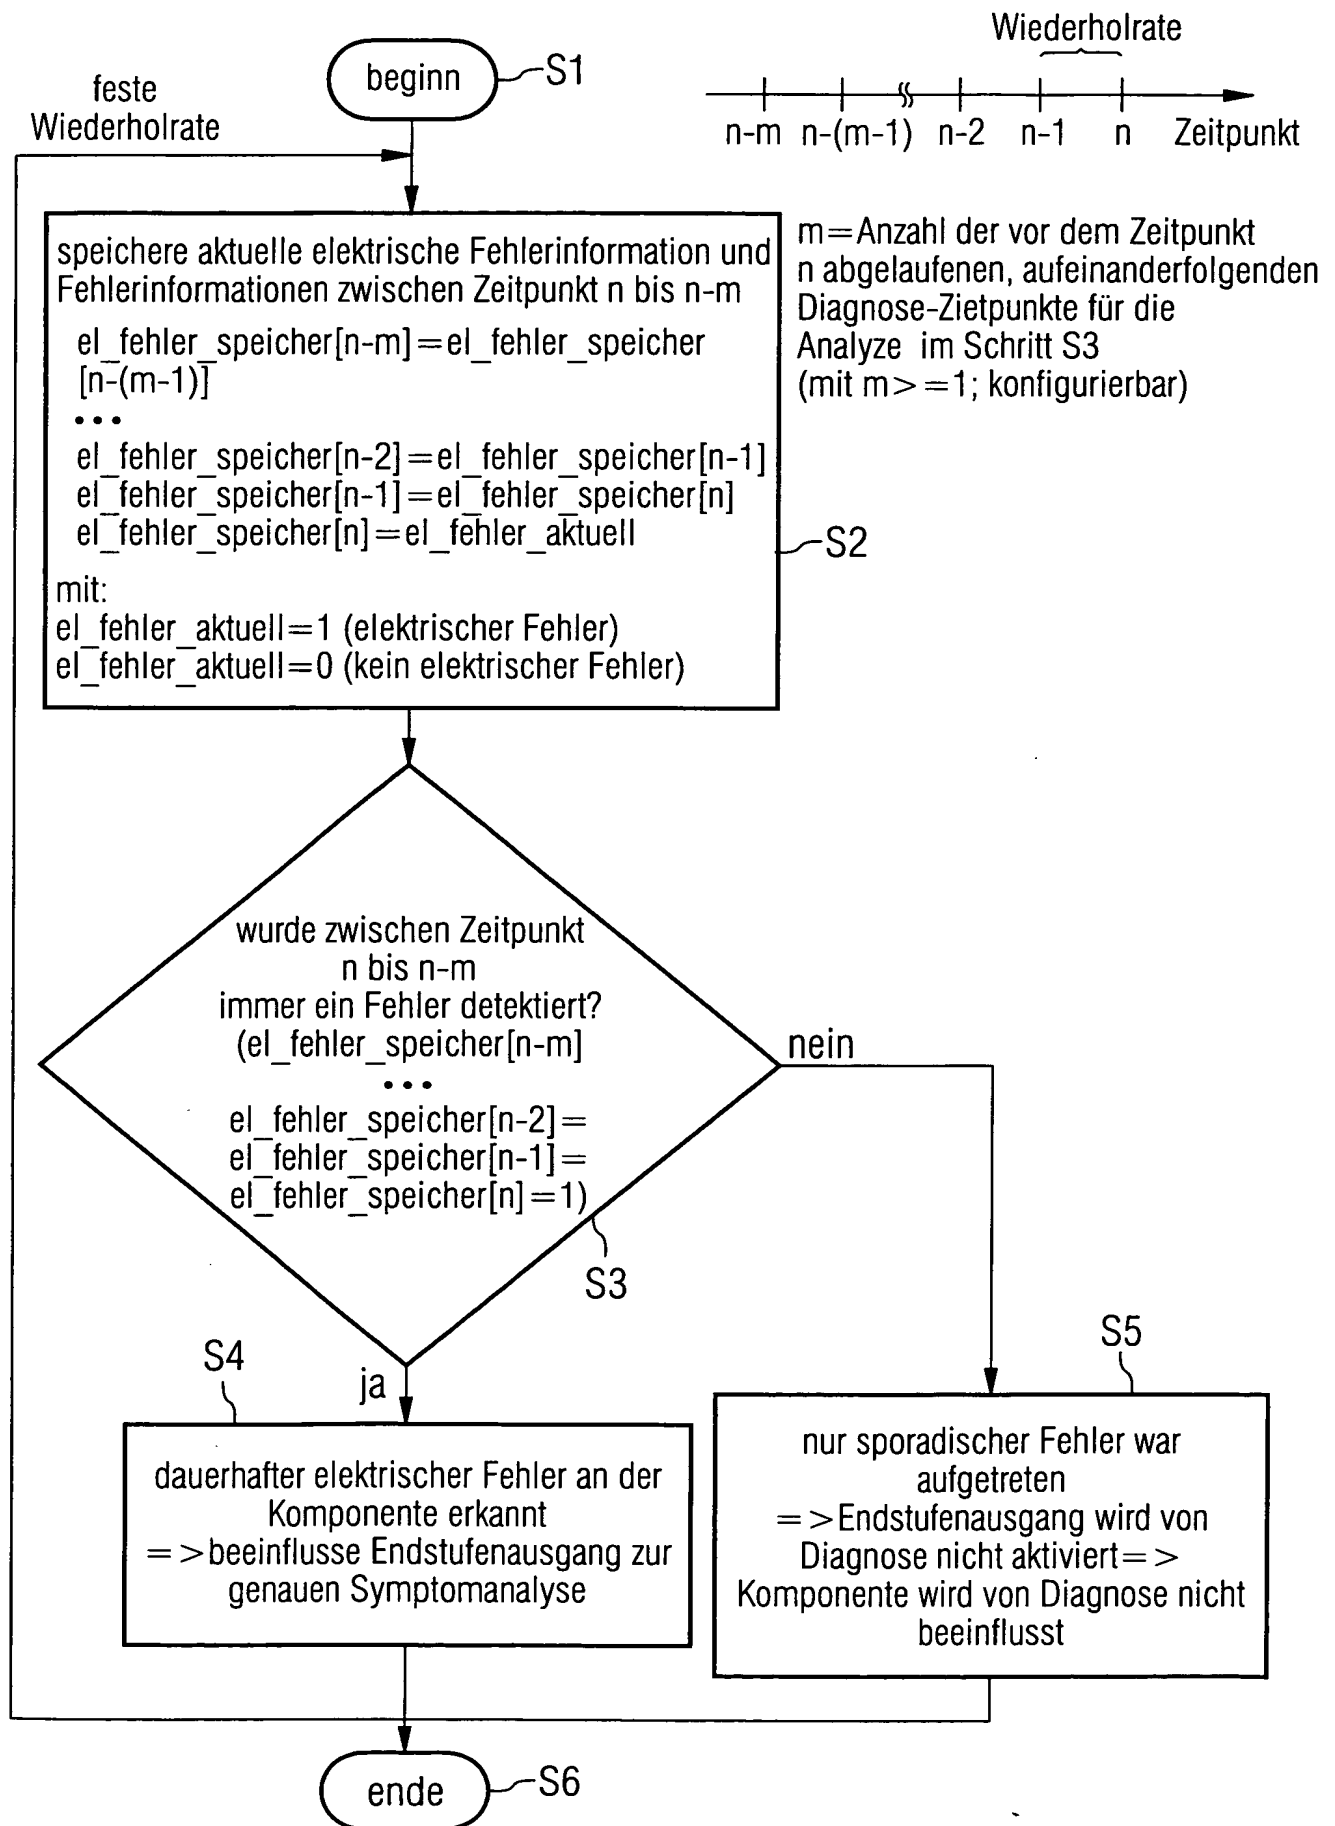 Wiederholrate
beginn
S1
feste
Wiederholrate
n-m n-(m-1) n-2 n-1 n Zeitpunkt
speichere aktuelle elektrische Fehlerinformation und
Fehlerinformationen zwischen Zeitpunkt n bis n-m
el_fehler_speicher[n-m]=el_fehler_speicher
[n-(m-1)]
•••
el_fehler_speicher[n-2]=el_fehler_speicher[n-1]
el_fehler_speicher[n-1]=el_fehler_speicher[n]
el_fehler_speicher[n]=el_fehler_aktuell
mit:
el_fehler_aktuell=1 (elektrischer Fehler)
el_fehler_aktuell=0 (kein elektrischer Fehler)
S2
m=Anzahl der vor dem Zeitpunkt
n abgelaufenen, aufeinanderfolgenden
Diagnose-Zietpunkte für die
Analyze im Schritt S3
(mit m>=1; konfigurierbar)
wurde zwischen Zeitpunkt
n bis n-m
immer ein Fehler detektiert?
(el_fehler_speicher[n-m]
•••
el_fehler_speicher[n-2]=
el_fehler_speicher[n-1]=
el_fehler_speicher[n]=1)
nein
S3
S4
ja
S5
dauerhafter elektrischer Fehler an der
Komponente erkannt
=>beeinflusse Endstufenausgang zur
genauen Symptomanalyse
nur sporadischer Fehler war
aufgetreten
=>Endstufenausgang wird von
Diagnose nicht aktiviert=>
Komponente wird von Diagnose nicht
beeinflusst
ende
S6